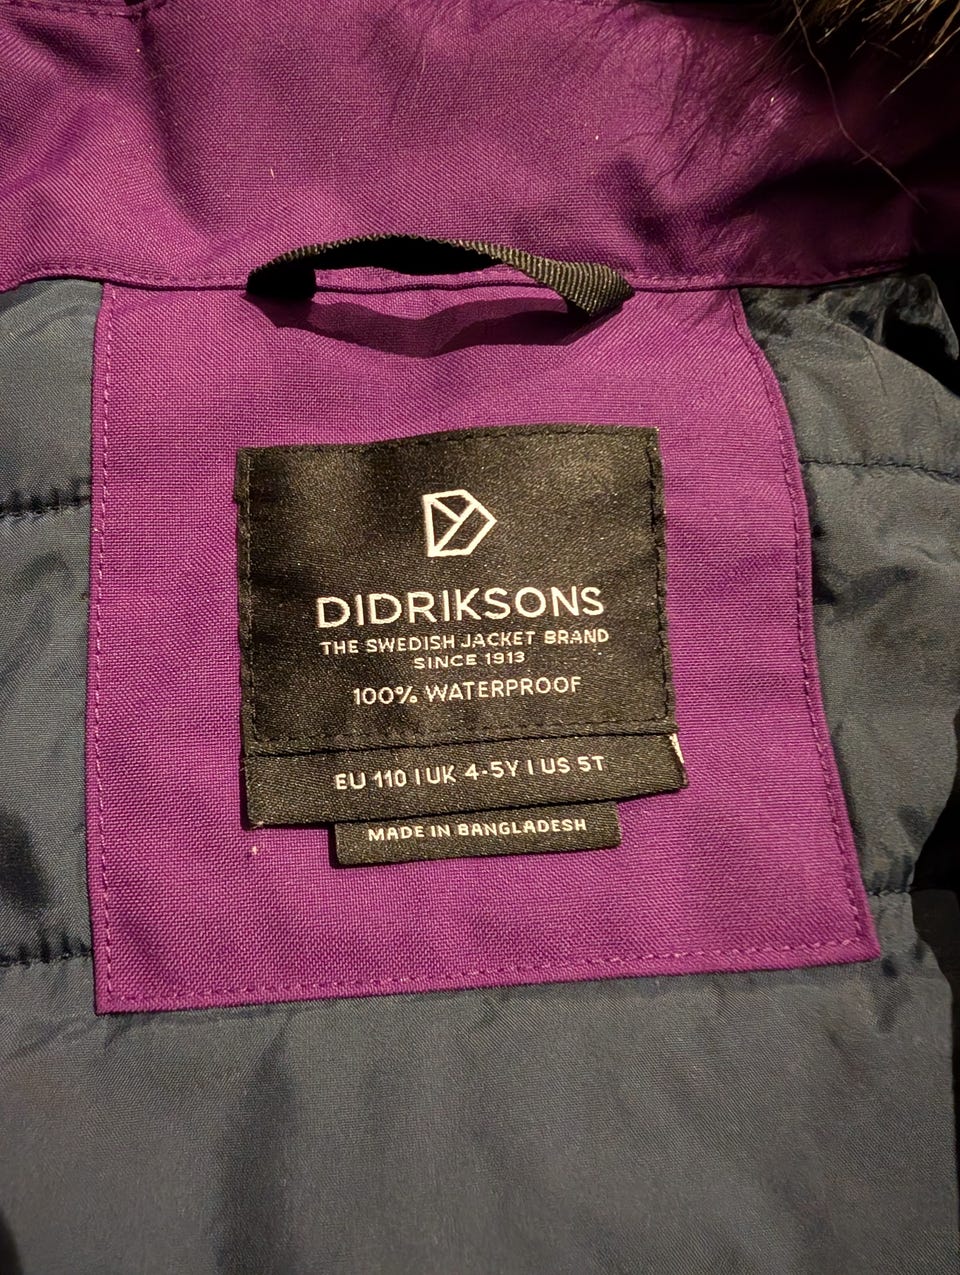 DIDRIKSONS
THE SWEDISH JACKET BRAND
SINCE 1913
100% WATERPROOF
EU 110 | UK 4-5Y | US 5T
MADE IN BANGLADESH